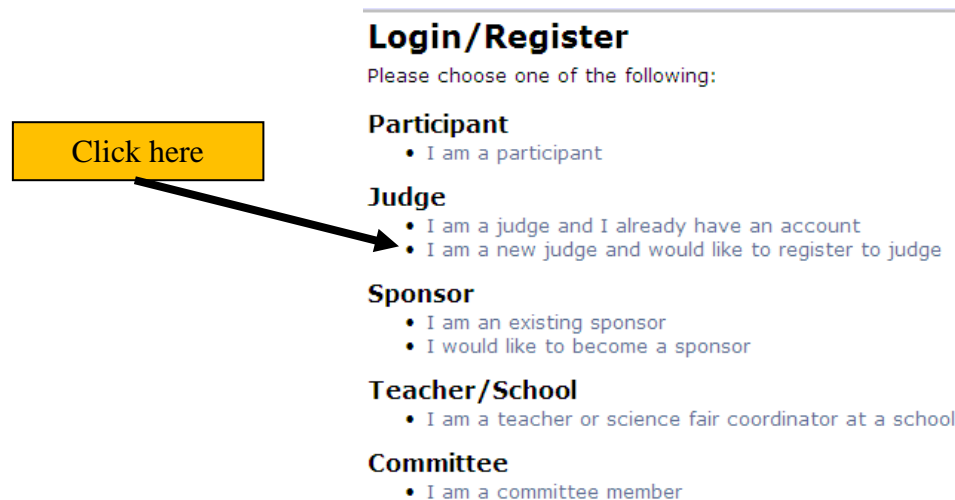 Login/Register
Please choose one of the following:
Participant
• I am a participant
Click here
Judge
• I am a judge and I already have an account
• I am a new judge and would like to register to judge
Sponsor
• I am an existing sponsor
• I would like to become a sponsor
Teacher/School
• I am a teacher or science fair coordinator at a school
Committee
• I am a committee member